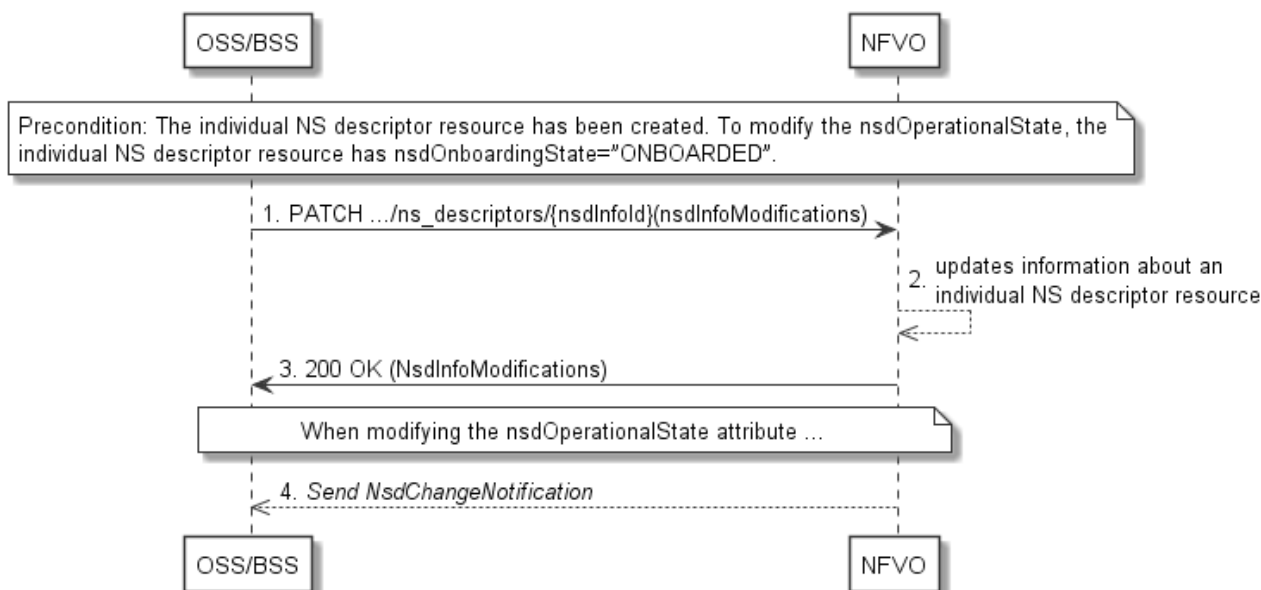 OSS/BSS
NFVO
Precondition: The individual NS descriptor resource has been created. To modify the nsdOperationalState, the
individual NS descriptor resource has nsdOnboardingState="ONBOARDED".
1. PATCH .../ns_descriptors/{nsdInfoId}(nsdInfoModifications)
2. updates information about an
individual NS descriptor resource
3. 200 OK (NsdInfoModifications)
When modifying the nsdOperationalState attribute ...
4. Send NsdChangeNotification
OSS/BSS
NFVO